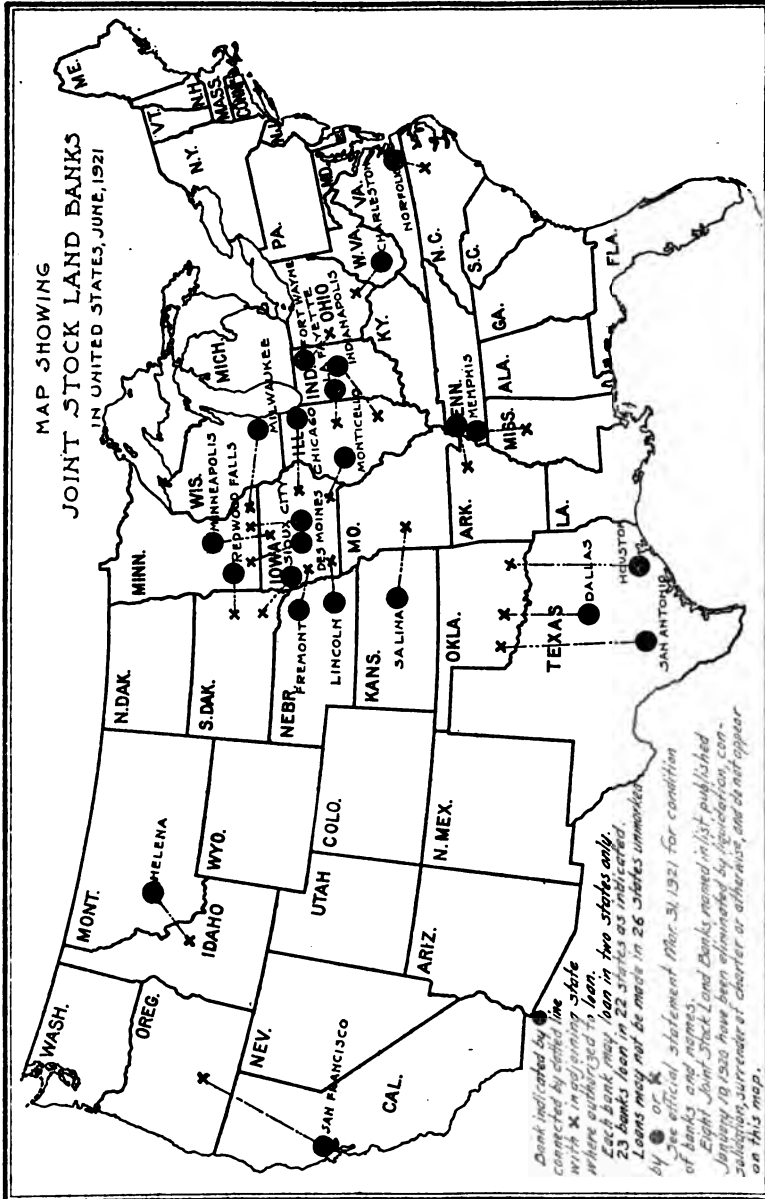 MAP SHOWING
JOINT STOCK LAND BANKS
IN UNITED STATES, JUNE, 1921
WASH.
OREG.
CAL.
NEV.
IDAHO
MONT.
WYO.
UTAH
ARIZ.
COLO.
N. MEX.
N. DAK.
S. DAK.
NEBR.
KANS.
OKLA.
TEXAS
MINN.
IOWA
MO.
ARK.
LA.
WIS.
ILL
MICH.
IND.
OHIO
KY.
TENN.
MISS.
ALA.
GA.
FLA.
S.C.
N.C.
VA.
W. VA.
MD.
PA.
N.J.
N.Y.
CONN.
MASS.
N.H.
VT.
ME.
SAN FRANCISCO
HELENA
MINNEAPOLIS
REDWOOD FALLS
MILWAUKEE
SIOUX CITY
DES MOINES
FREMONT
LINCOLN
SALINA
CHICAGO
MONTICELLO
FORT WAYNE
LA FAYETTE
INDIANAPOLIS
CHARLESTON
NORFOLK
MEMPHIS
DALLAS
HOUSTON
SAN ANTONIO
Bank indicated by ●
connected by dotted line
with x in adjoining state
where authorized to loan.
Each bank may loan in two states only.
23 banks loan in 22 states as indicated.
Loans may not be made in 26 states unmarked
by ● or x
See official statement Mar. 31, 1921 for condition
of banks and names.
Eight Joint Stock Land Banks named in list published
January 19, 1920 have been eliminated by liquidation, con-
solidation, surrender of charter or otherwise, and do not appear
on this map.